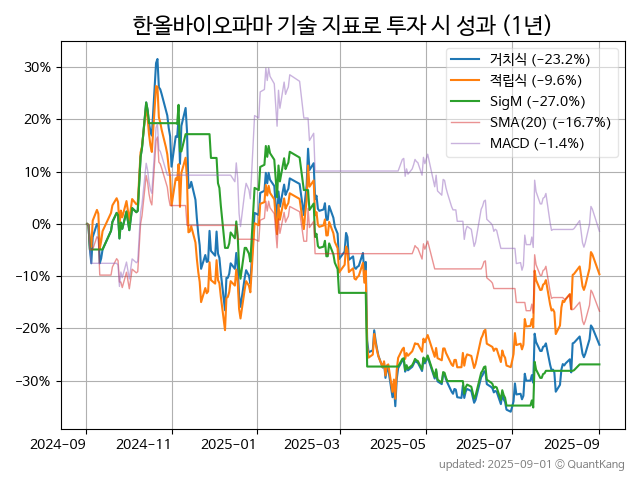 한올바이오파마 기술 지표로 투자 시 성과 (1년)
거치식 (−23.2%)
적립식 (−9.6%)
SigM (−27.0%)
SMA(20) (−16.7%)
MACD (−1.4%)
30%
20%
10%
0%
−10%
−20%
−30%
2024-09 2024-11 2025-01 2025-03 2025-05 2025-07 2025-09
updated: 2025-09-01 © QuantKang